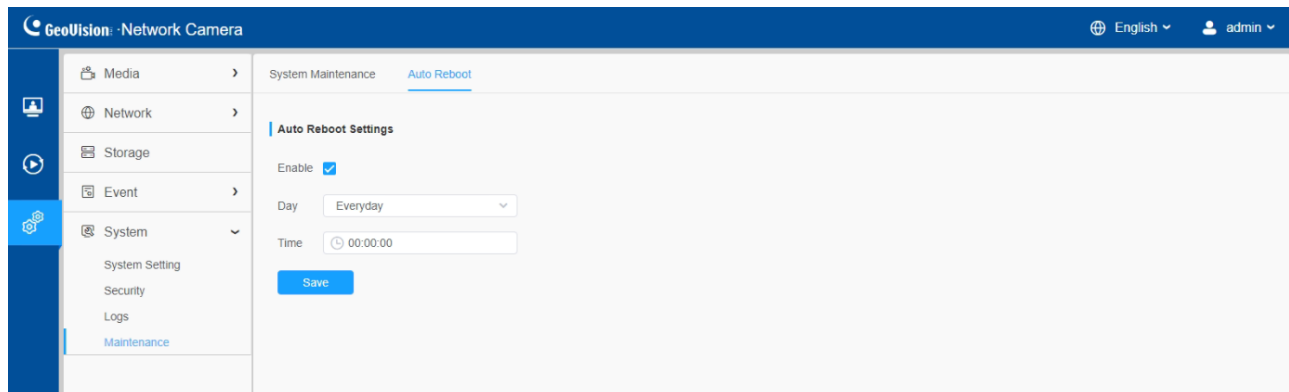 GeoVision: ·Network Camera
English
admin
Media
Network
Storage
Event
System
System Setting
Security
Logs
Maintenance
System Maintenance
Auto Reboot
Auto Reboot Settings
Enable
Day
Everyday
Time
00:00:00
Save